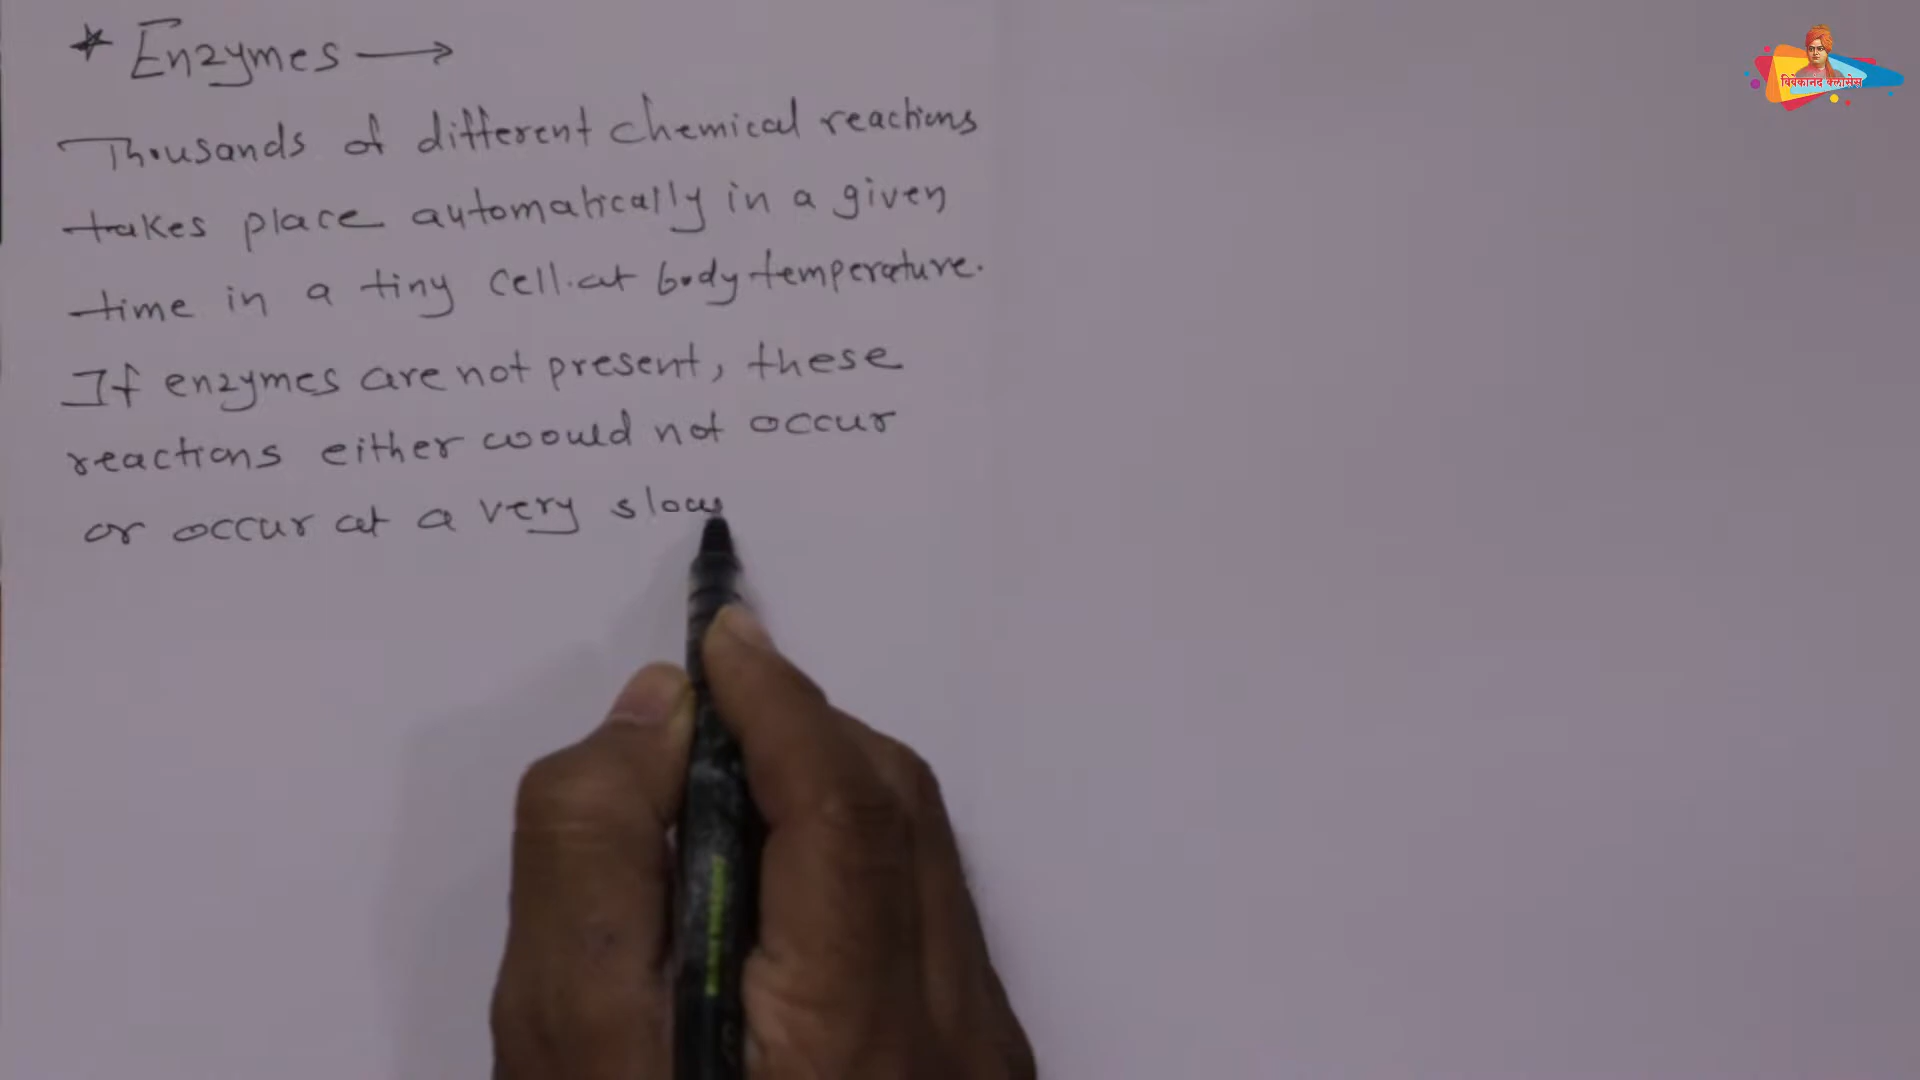 * Enzymes →
Thousands of different chemical reactions
takes place automatically in a given
time in a tiny cell.at body temperature.
If enzymes are not present, these
reactions either would not occur
or occur at a very slow
विवेकानंद क्लासेस